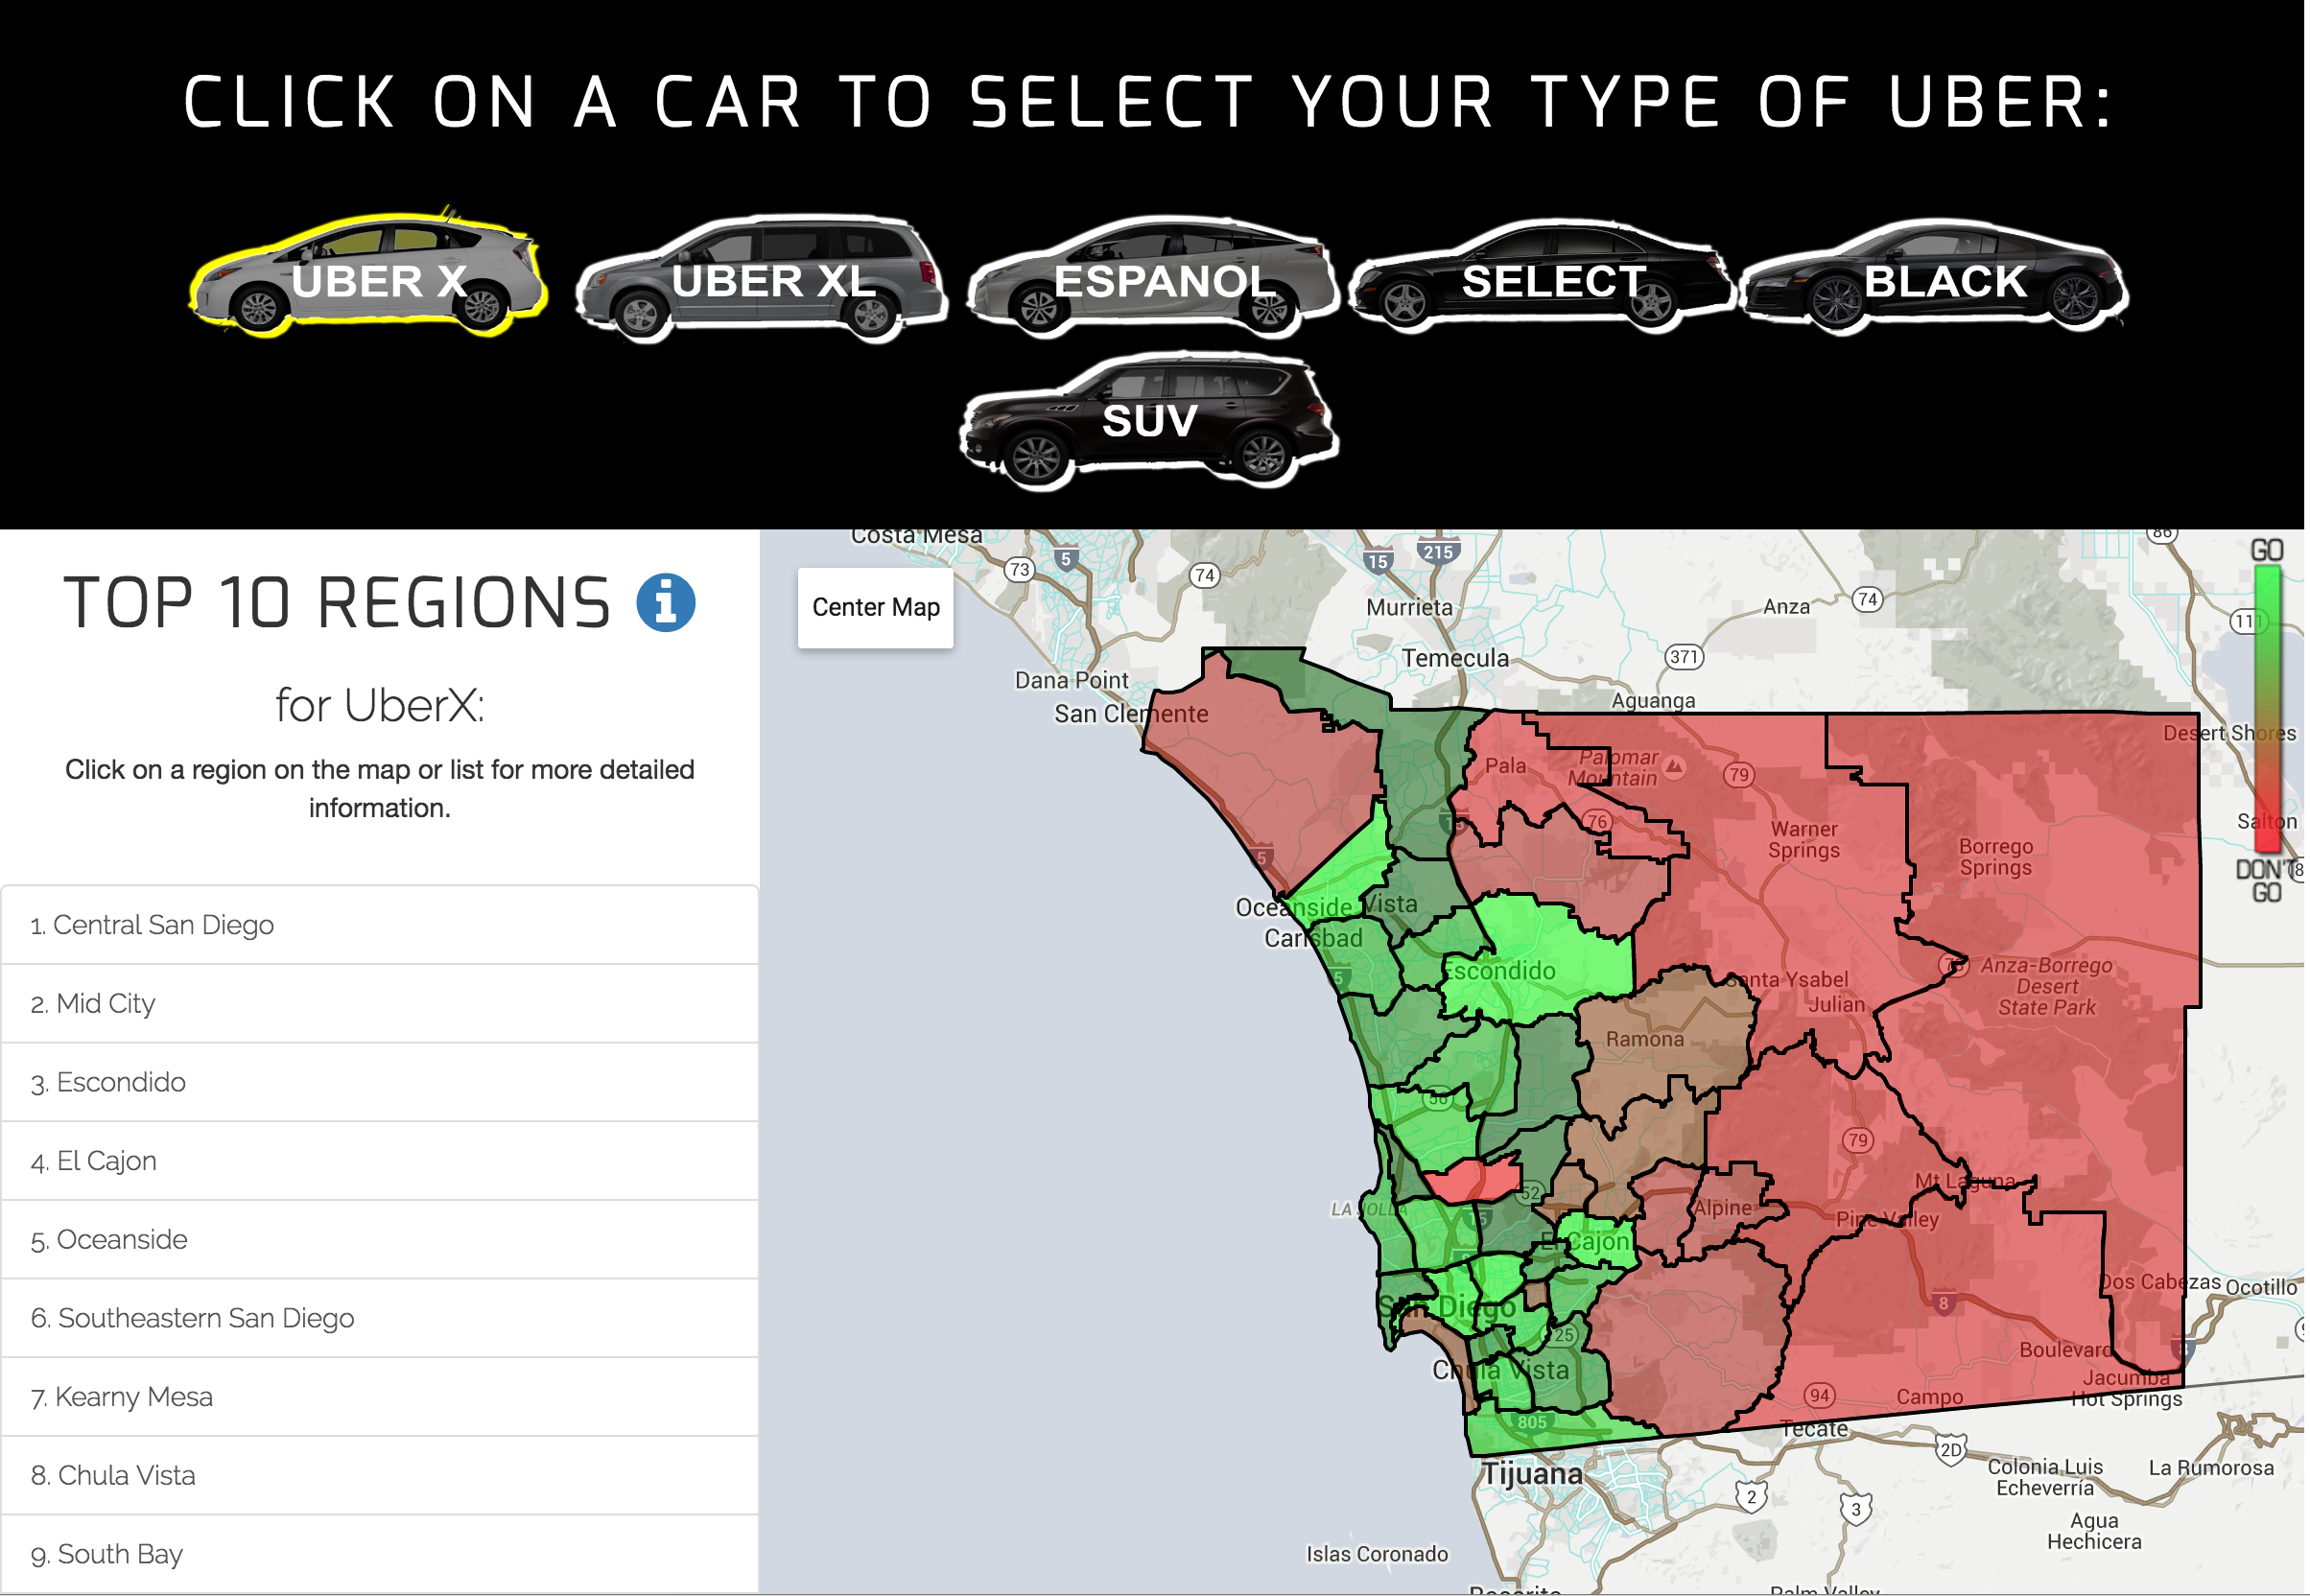 CLICK ON A CAR TO SELECT YOUR TYPE OF UBER:
UBER X
UBER XL
ESPANOL
SELECT
BLACK
SUV
TOP 10 REGIONS
for UberX:
Click on a region on the map or list for more detailed
information.
1. Central San Diego
2. Mid City
3. Escondido
4. El Cajon
5. Oceanside
6. Southeastern San Diego
7. Kearny Mesa
8. Chula Vista
9. South Bay
Center Map
GO
DON'T
GO
Costa Mesa
73
5
74
15
215
86
Murrieta
Anza
74
111
Temecula
371
Dana Point
San Clemente
Aguanga
Desert Shores
Pala
Palomar
Mountain
79
76
15
Warner
Springs
Borrego
Springs
Salton
5
Oceanside
Vista
Carlsbad
5
Escondido
Santa Ysabel
Julian
Anza-Borrego
Desert
State Park
Ramona
56
79
52
LA JOLLA
15
Alpine
Mt Laguna
Pine Valley
El Cajon
San Diego
Dos Cabezas
Ocotillo
8
125
Chula Vista
Boulevard
Jacumba
Hot Springs
94
Campo
805
Tecate
Tijuana
2D
Colonia Luis
Echeverría
La Rumorosa
2
3
Agua
Hechicera
Islas Coronado